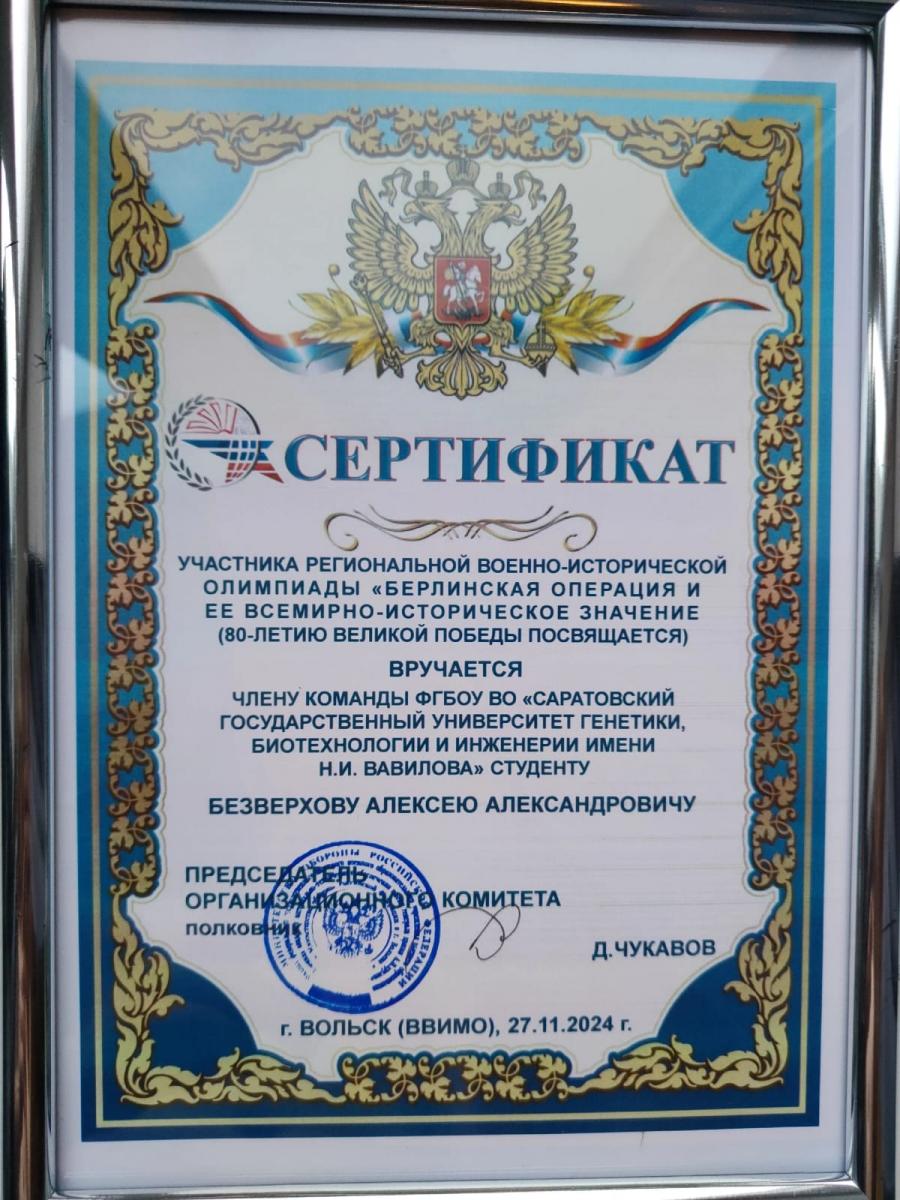 СЕРТИФИКАТ
УЧАСТНИКА РЕГИОНАЛЬНОЙ ВОЕННО-ИСТОРИЧЕСКОЙ
ОЛИМПИАДЫ «БЕРЛИНСКАЯ ОПЕРАЦИЯ И
ЕЕ ВСЕМИРНО-ИСТОРИЧЕСКОЕ ЗНАЧЕНИЕ
(80-ЛЕТИЮ ВЕЛИКОЙ ПОБЕДЫ ПОСВЯЩАЕТСЯ)
ВРУЧАЕТСЯ
ЧЛЕНУ КОМАНДЫ ФГБОУ ВО «САРАТОВСКИЙ
ГОСУДАРСТВЕННЫЙ УНИВЕРСИТЕТ ГЕНЕТИКИ,
БИОТЕХНОЛОГИИ И ИНЖЕНЕРИИ ИМЕНИ
Н.И. ВАВИЛОВА» СТУДЕНТУ
БЕЗВЕРХОВУ АЛЕКСЕЮ АЛЕКСАНДРОВИЧУ
ПРЕДСЕДАТЕЛЬ
ОРГАНИЗАЦИОННОГО КОМИТЕТА
ПОЛКОВНИК
Д.ЧУКАВОВ
г. ВОЛЬСК (ВВИМО), 27.11.2024 г.